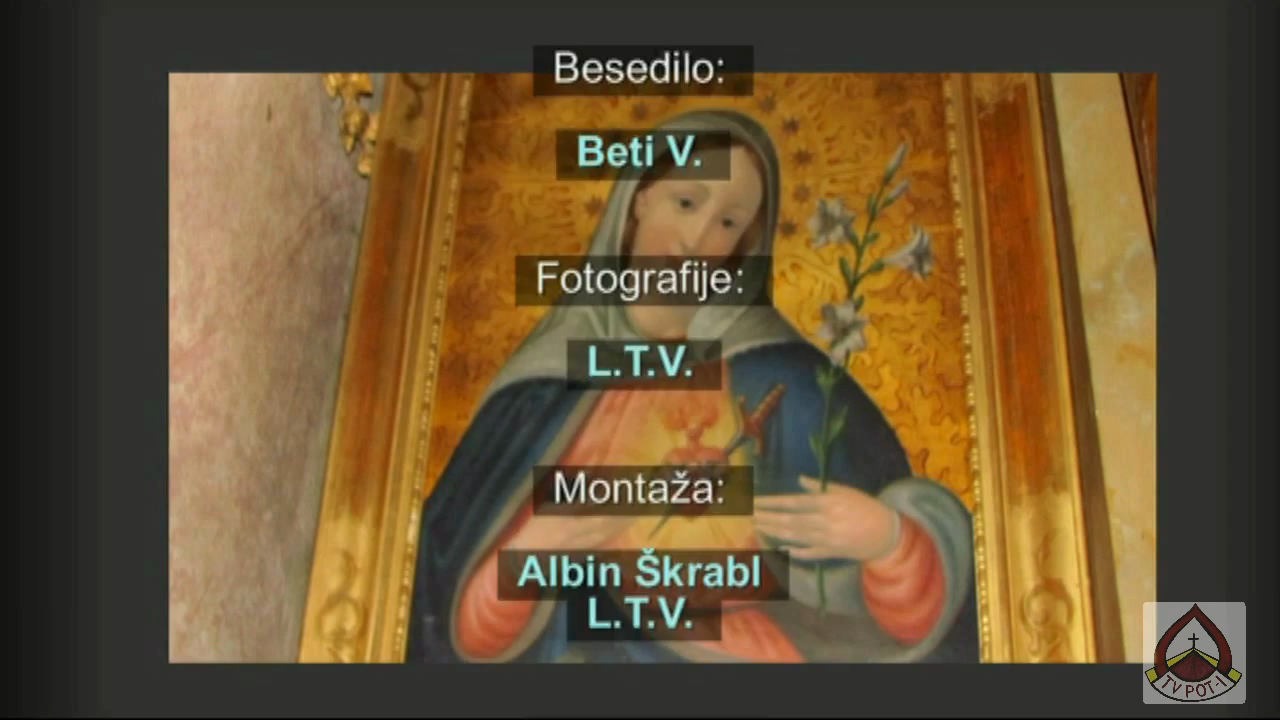 Besedilo:
Beti V.
Fotografije:
L.T.V.
Montaža:
Albin Škrabl
L.T.V.
TV POT-1